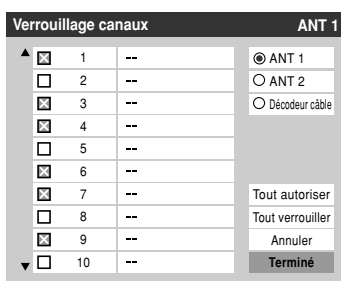 Verrouillage canaux ANT 1
1 -- ANT 1
2 -- ANT 2
3 -- Décodeur câble
4 --
5 --
6 --
7 -- Tout autoriser
8 -- Tout verrouiller
9 -- Annuler
10 -- Terminé